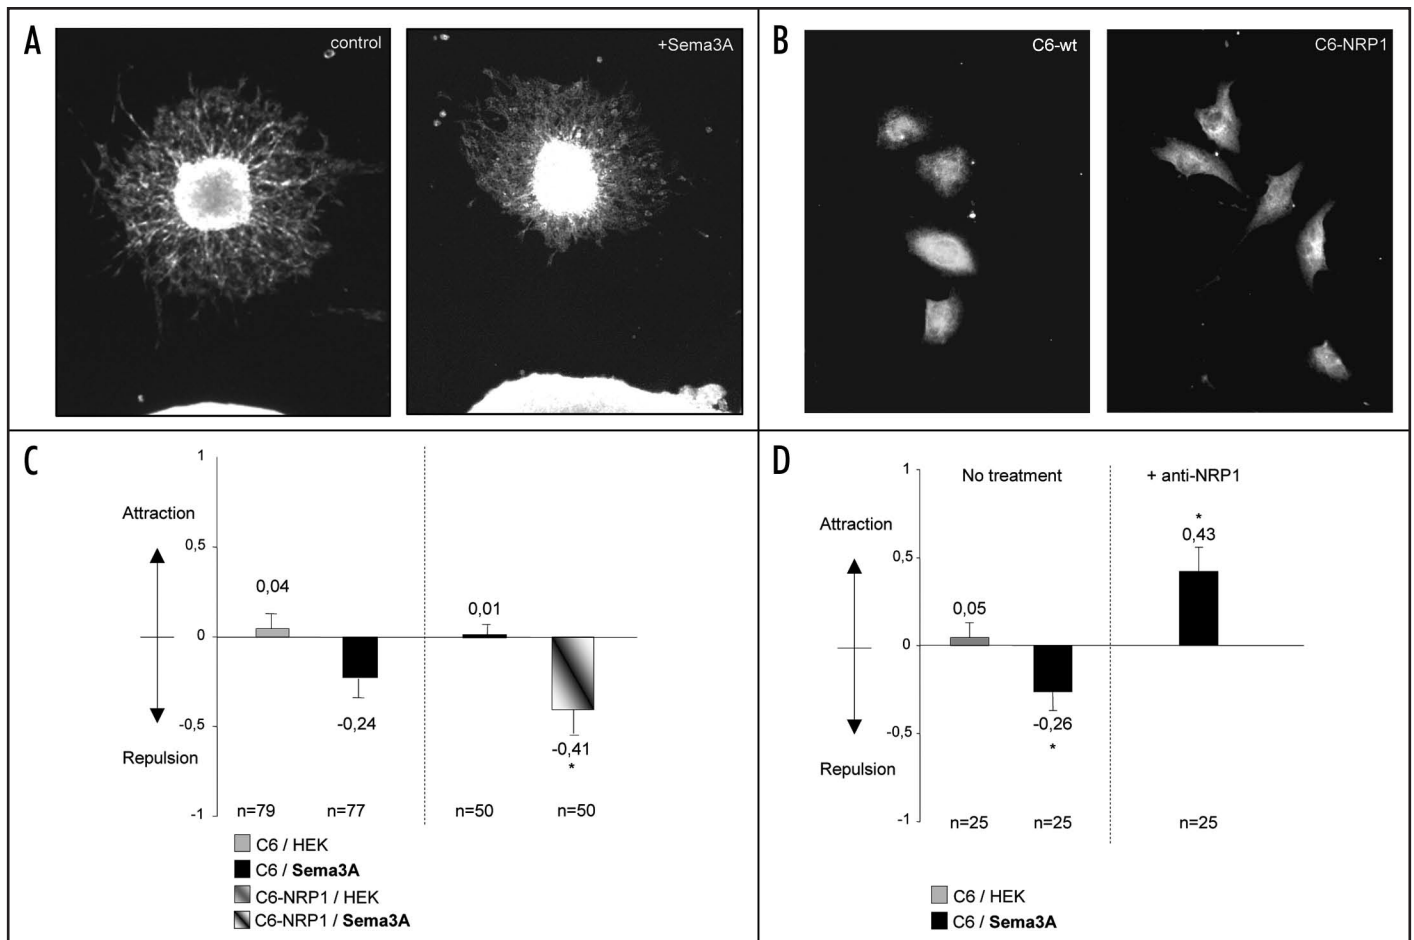 A
control
+Sema3A
B
C6-wt
C6-NRP1
C
1
Attraction
0,5
0,04
0,01
0
-0,24
-0,41
*
-0,5
Repulsion
-1
n=79
n=77
n=50
n=50
C6 / HEK
C6 / Sema3A
C6-NRP1 / HEK
C6-NRP1 / Sema3A
D
1
No treatment
+ anti-NRP1
Attraction
*
0,43
0,5
0,05
0
-0,26
*
-0,5
Repulsion
-1
n=25
n=25
n=25
C6 / HEK
C6 / Sema3A